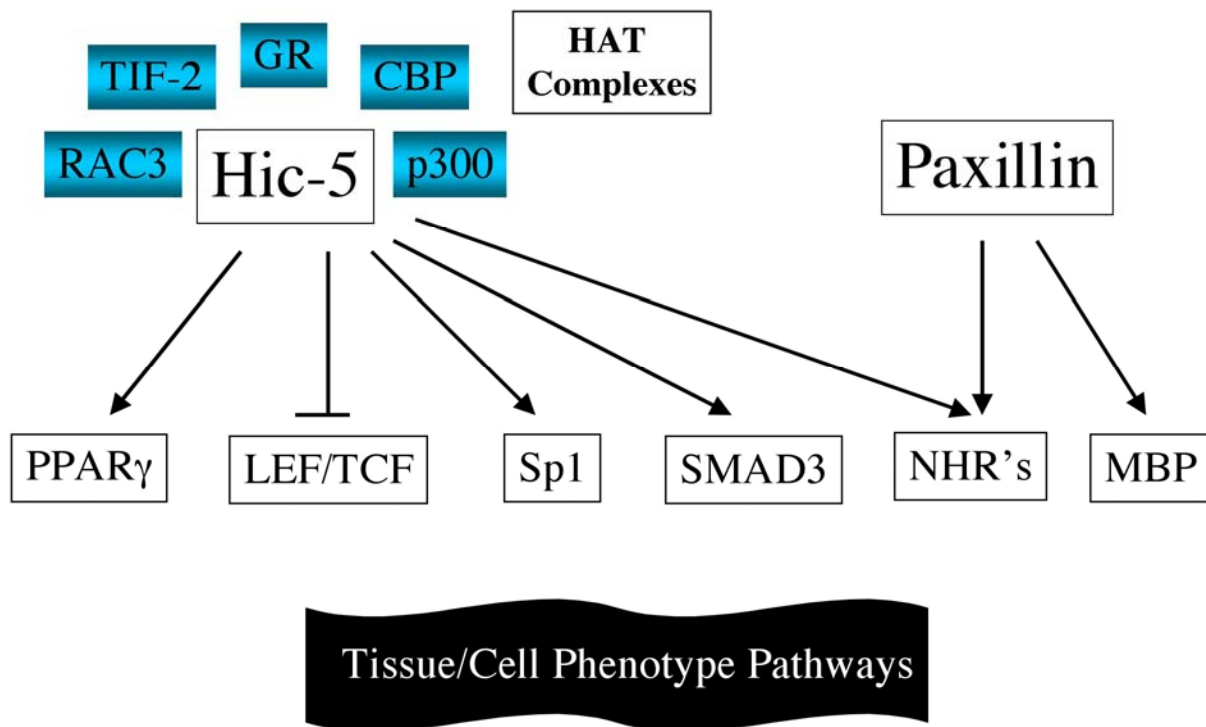 GR
HAT
Complexes
TIF-2
CBP
RAC3
Hic-5
p300
Paxillin
PPARγ
LEF/TCF
Sp1
SMAD3
NHR’s
MBP
Tissue/Cell Phenotype Pathways